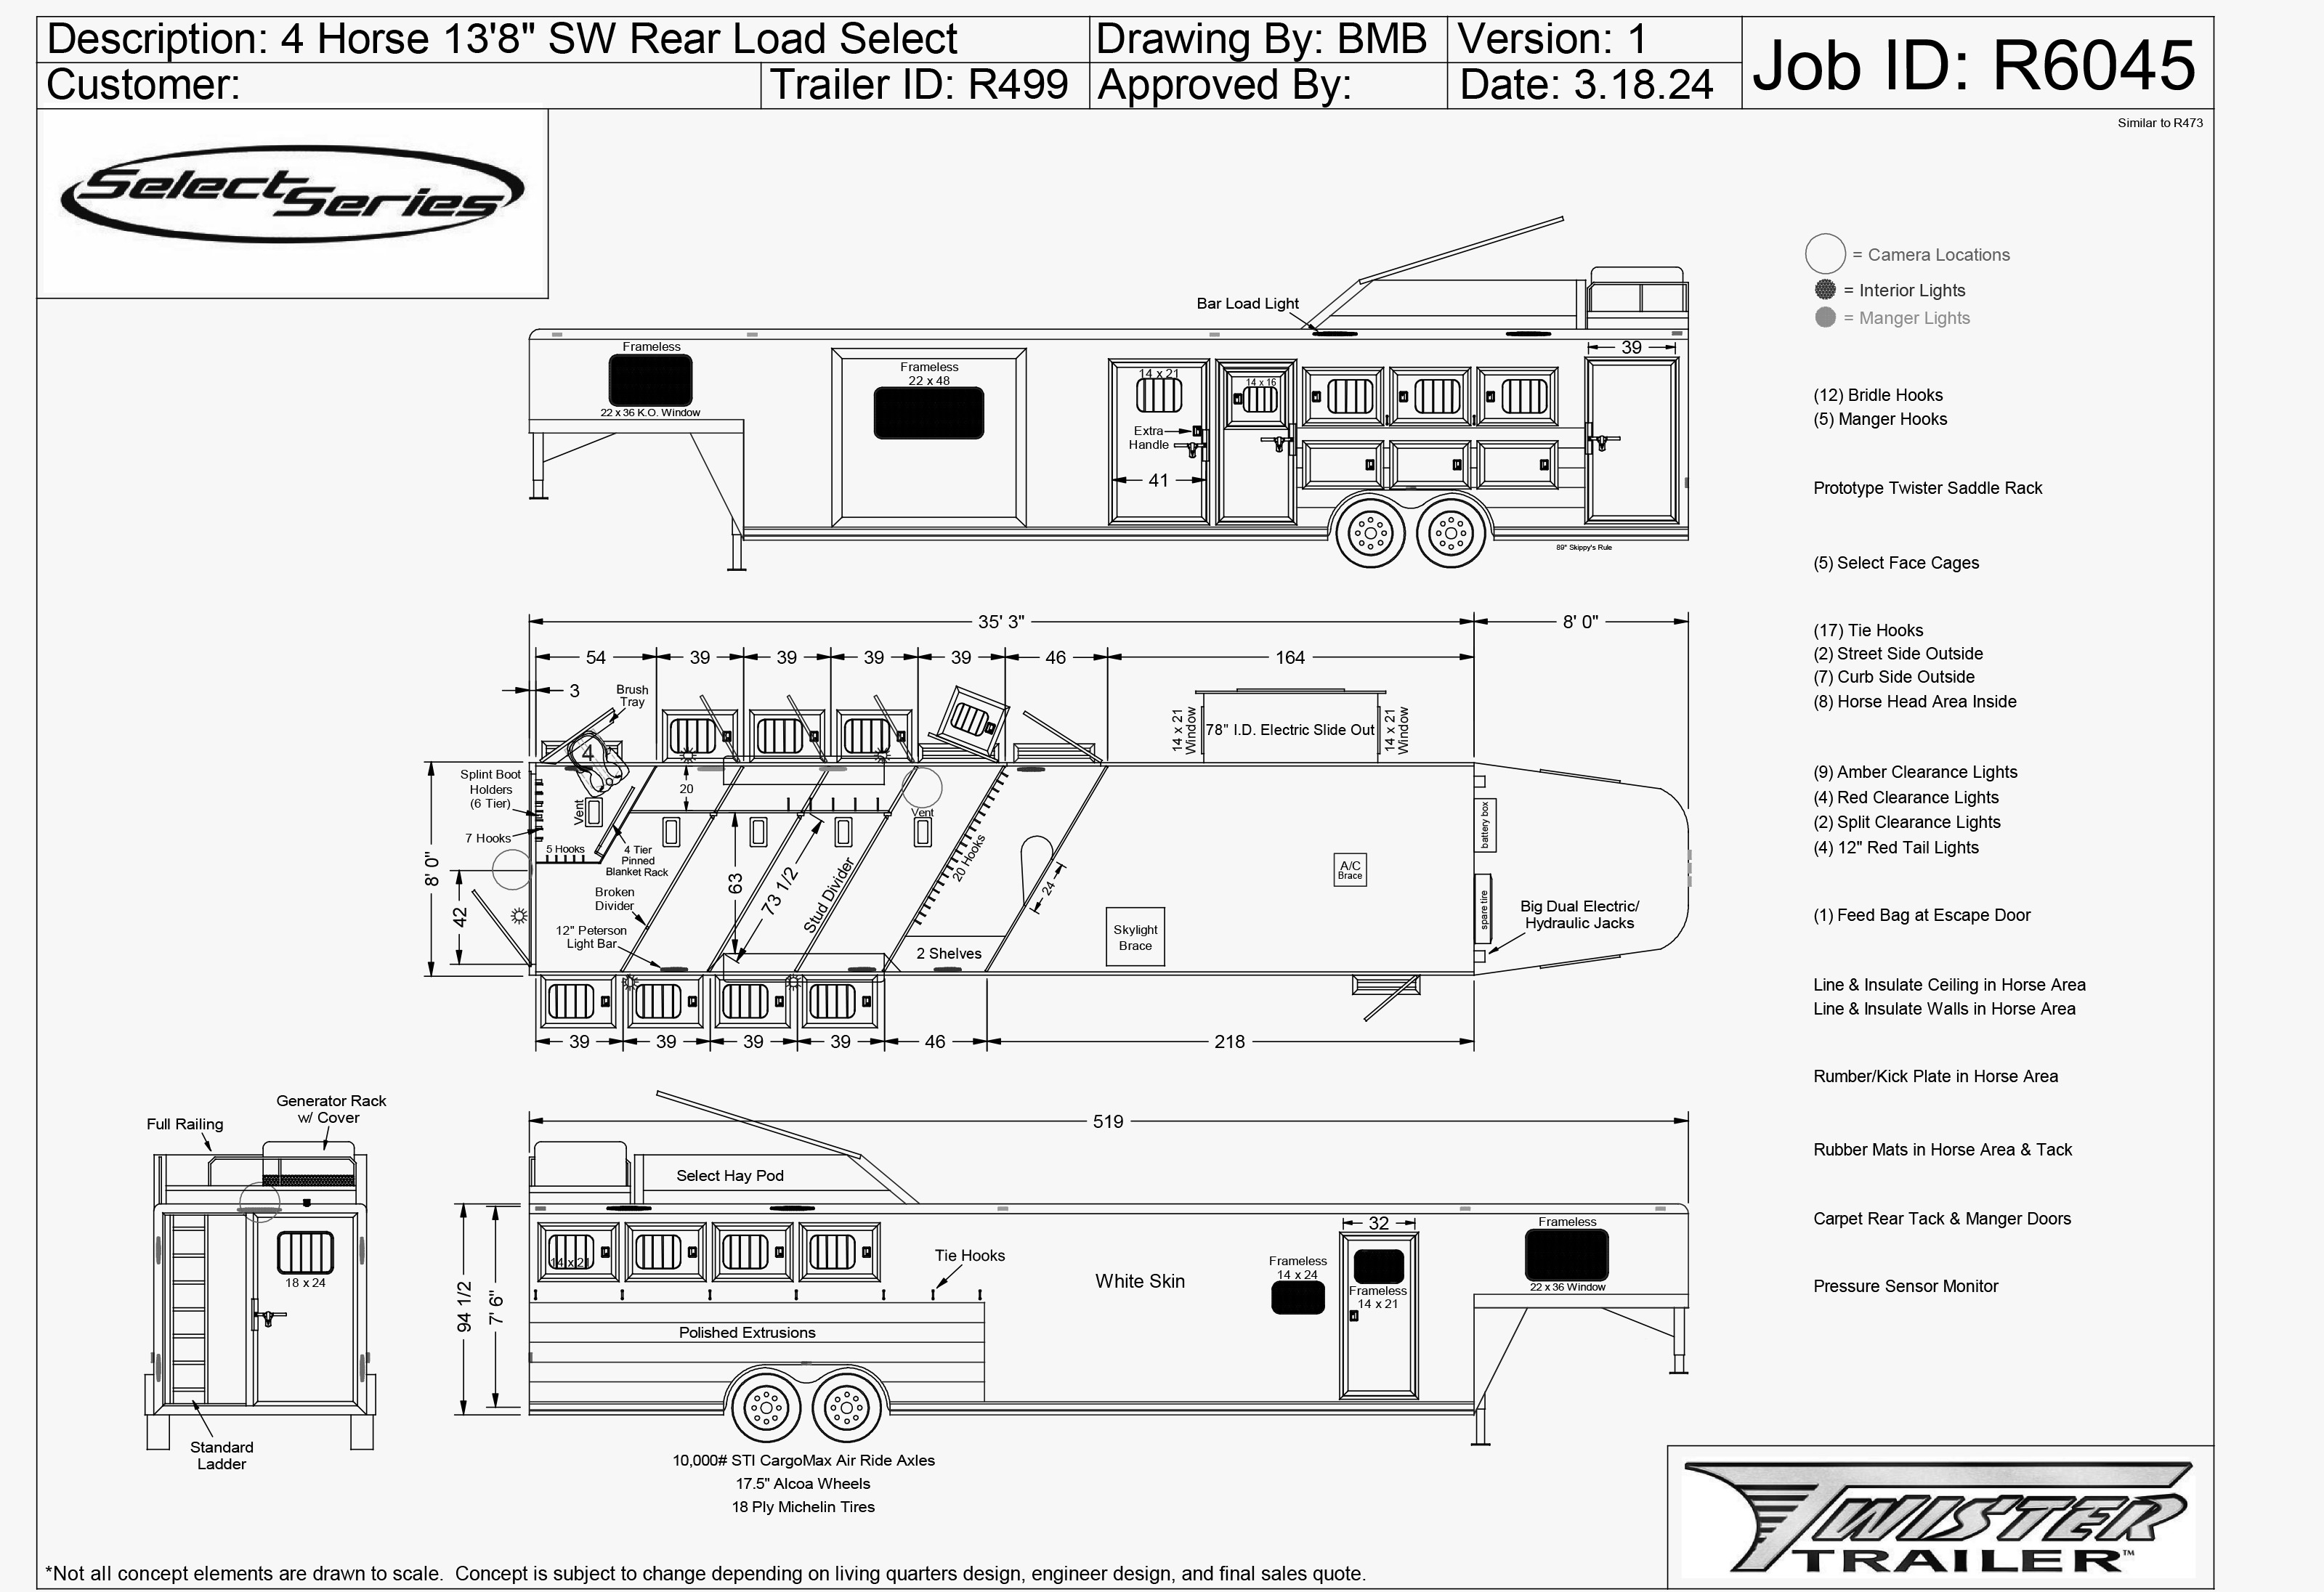 Description: 4 Horse 13'8" SW Rear Load Select
Drawing By: BMB
Version: 1
Job ID: R6045
Customer:
Trailer ID: R499
Approved By:
Date: 3.18.24
Similar to R473
Select Series
= Camera Locations
= Interior Lights
= Manger Lights
Bar Load Light
Frameless
22 x 36 K.O. Window
Frameless
22 x 48
14 x 21
14 x 16
Extra
Handle
41
39
89" Skippy's Rule
(12) Bridle Hooks
(5) Manger Hooks
Prototype Twister Saddle Rack
(5) Select Face Cages
(17) Tie Hooks
(2) Street Side Outside
(7) Curb Side Outside
(8) Horse Head Area Inside
(9) Amber Clearance Lights
(4) Red Clearance Lights
(2) Split Clearance Lights
(4) 12" Red Tail Lights
(1) Feed Bag at Escape Door
Line & Insulate Ceiling in Horse Area
Line & Insulate Walls in Horse Area
Rumber/Kick Plate in Horse Area
Rubber Mats in Horse Area & Tack
Carpet Rear Tack & Manger Doors
Pressure Sensor Monitor
35' 3"
8' 0"
54
39
39
39
39
46
164
3
Brush
Tray
14 x 21
Window
78" I.D. Electric Slide Out
14 x 21
Window
4
Splint Boot
Holders
(6 Tier)
7 Hooks
Vent
20
Vent
5 Hooks
4 Tier
Pinned
Blanket Rack
8' 0"
42
Broken
Divider
12" Peterson
Light Bar
63
73 1/2
Stud Divider
20 Hooks
24
2 Shelves
Skylight
Brace
A/C
Brace
battery box
spare tire
Big Dual Electric/
Hydraulic Jacks
39
39
39
39
46
218
Generator Rack
w/ Cover
Full Railing
18 x 24
Standard
Ladder
519
Select Hay Pod
94 1/2
7' 6"
14 x 21
Tie Hooks
White Skin
Polished Extrusions
Frameless
14 x 24
32
Frameless
14 x 21
Frameless
22 x 36 Window
10,000# STI CargoMax Air Ride Axles
17.5" Alcoa Wheels
18 Ply Michelin Tires
TWISTER
TRAILER™
*Not all concept elements are drawn to scale.  Concept is subject to change depending on living quarters design, engineer design, and final sales quote.